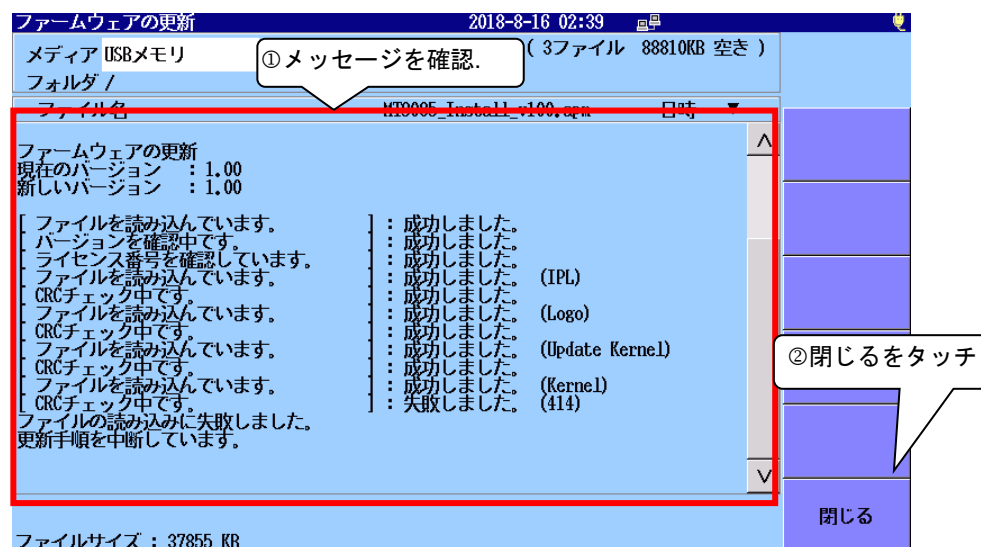 ファームウェアの更新 2018-8-16 02:39
メディア USBメモリ ( 3ファイル 88810KB 空き )
①メッセージを確認.
フォルダ /
ファイル名 MT9085_Install_v100.apm 日時 ▼
ファームウェアの更新
現在のバージョン : 1.00
新しいバージョン : 1.00
[ ファイルを読み込んでいます。 ] : 成功しました。
[ バージョンを確認中です。 ] : 成功しました。
[ ライセンス番号を確認しています。 ] : 成功しました。
[ ファイルを読み込んでいます。 ] : 成功しました。 (IPL)
[ CRCチェック中です。 ] : 成功しました。
[ ファイルを読み込んでいます。 ] : 成功しました。 (Logo)
[ CRCチェック中です。 ] : 成功しました。
[ ファイルを読み込んでいます。 ] : 成功しました。 (Update Kernel)
[ CRCチェック中です。 ] : 成功しました。
[ ファイルを読み込んでいます。 ] : 成功しました。 (Kernel)
[ CRCチェック中です。 ] : 失敗しました。 (414)
ファイルの読み込みに失敗しました。
更新手順を中断しています。
②閉じるをタッチ
閉じる
ファイルサイズ : 37855 KB